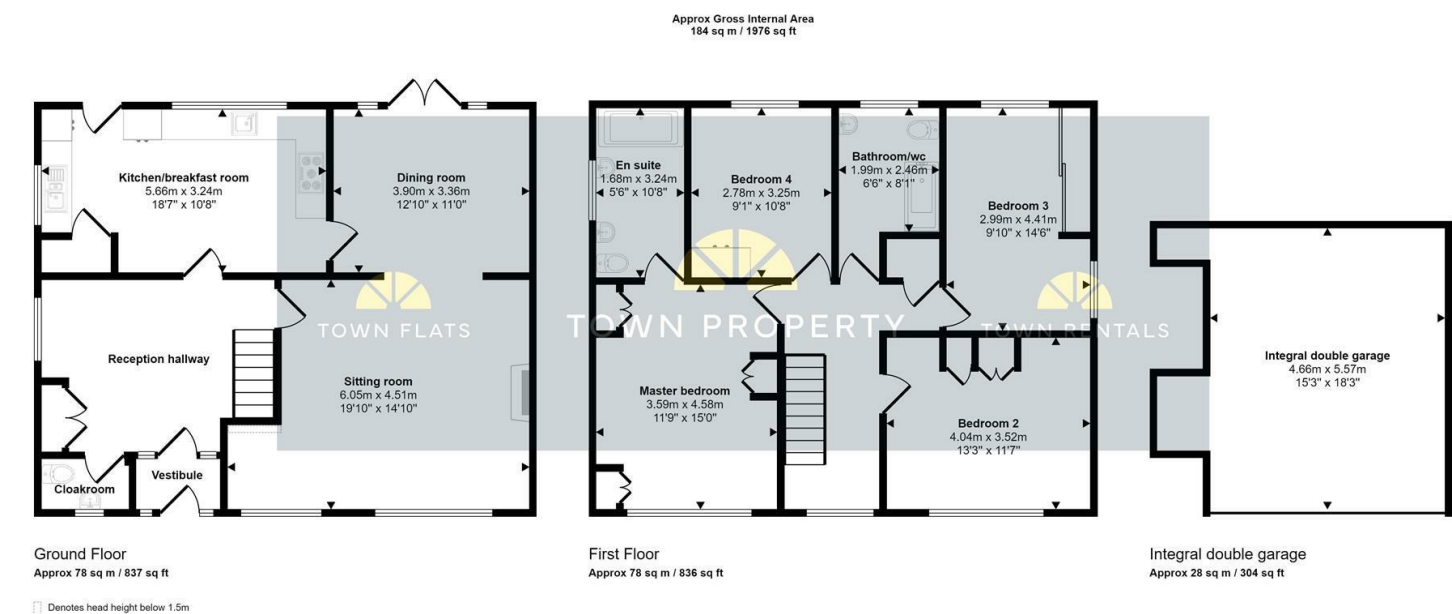 Approx Gross Internal Area
184 sq m / 1976 sq ft
Kitchen/breakfast room
5.66m x 3.24m
18'7" x 10'8"
Dining room
3.90m x 3.36m
12'10" x 11'0"
Reception hallway
Sitting room
6.05m x 4.51m
19'10" x 14'10"
Cloakroom
Vestibule
TOWN FLATS
En suite
1.68m x 3.24m
5'6" x 10'8"
Bedroom 4
2.78m x 3.25m
9'1" x 10'8"
Bathroom/wc
1.99m x 2.46m
6'6" x 8'1"
Bedroom 3
2.99m x 4.41m
9'10" x 14'6"
TOWN PROPERTY
TOWN RENTALS
Master bedroom
3.59m x 4.58m
11'9" x 15'0"
Bedroom 2
4.04m x 3.52m
13'3" x 11'7"
Integral double garage
4.66m x 5.57m
15'3" x 18'3"
Ground Floor
Approx 78 sq m / 837 sq ft
First Floor
Approx 78 sq m / 836 sq ft
Integral double garage
Approx 28 sq m / 304 sq ft
Denotes head height below 1.5m